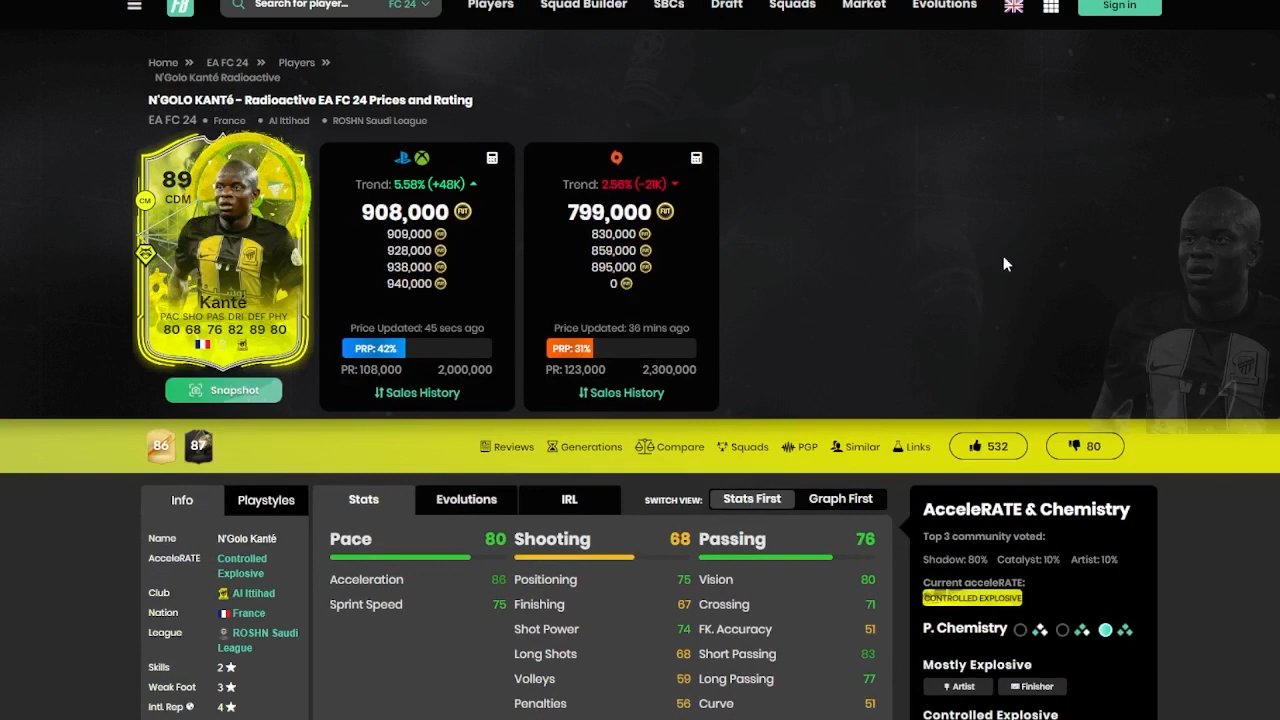 Search for player...
FC 24
Players
Squad Builder
SBCs
Draft
Squads
Market
Evolutions
Sign in
Home » EA FC 24 » Players »
N'Golo Kanté Radioactive
N'GOLO KANTé - Radioactive EA FC 24 Prices and Rating
EA FC 24 • France • Al Ittihad • ROSHN Saudi League
89
CDM
CM
Kanté
PAC SHO PAS DRI DEF PHY
80 68 76 82 89 80
Snapshot
Trend: 5.58% (+48K)
908,000
909,000
928,000
938,000
940,000
Price Updated: 45 secs ago
PRP: 42%
PR: 108,000 2,000,000
Sales History
Trend: 2.56% (-21K)
799,000
830,000
859,000
895,000
0
Price Updated: 36 mins ago
PRP: 31%
PR: 123,000 2,300,000
Sales History
86 87
Reviews Generations Compare Squads PGP Similar Links 532 80
Info Playstyles
Name N'Golo Kanté
AcceleRATE Controlled
Explosive
Club Al Ittihad
Nation France
League ROSHN Saudi
League
Skills 2
Weak Foot 3
Intl. Rep 4
Stats Evolutions IRL SWITCH VIEW: Stats First Graph First
Pace 80
Acceleration 86
Sprint Speed 75
Shooting 68
Positioning 75
Finishing 67
Shot Power 74
Long Shots 68
Volleys 59
Penalties 56
Passing 76
Vision 80
Crossing 71
FK. Accuracy 51
Short Passing 83
Long Passing 77
Curve 51
AcceleRATE & Chemistry
Top 3 community voted:
Shadow: 80% Catalyst: 10% Artist: 10%
Current acceleRATE:
CONTROLLED EXPLOSIVE
P. Chemistry
Mostly Explosive
Artist Finisher
Controlled Explosive